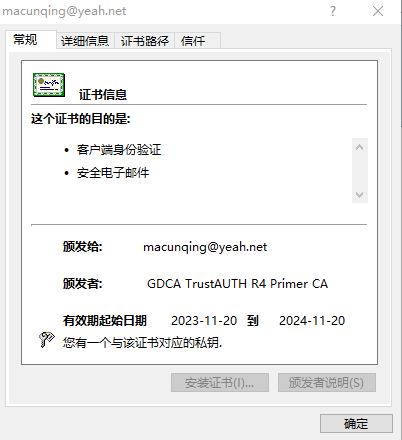 macunqing@yeah.net
常规 详细信息 证书路径 信任
证书信息
这个证书的目的是:
• 客户端身份验证
• 安全电子邮件
颁发给: macunqing@yeah.net
颁发者: GDCA TrustAUTH R4 Primer CA
有效期起始日期 2023-11-20 到 2024-11-20
您有一个与该证书对应的私钥.
安装证书(I)... 颁发者说明(S)
确定